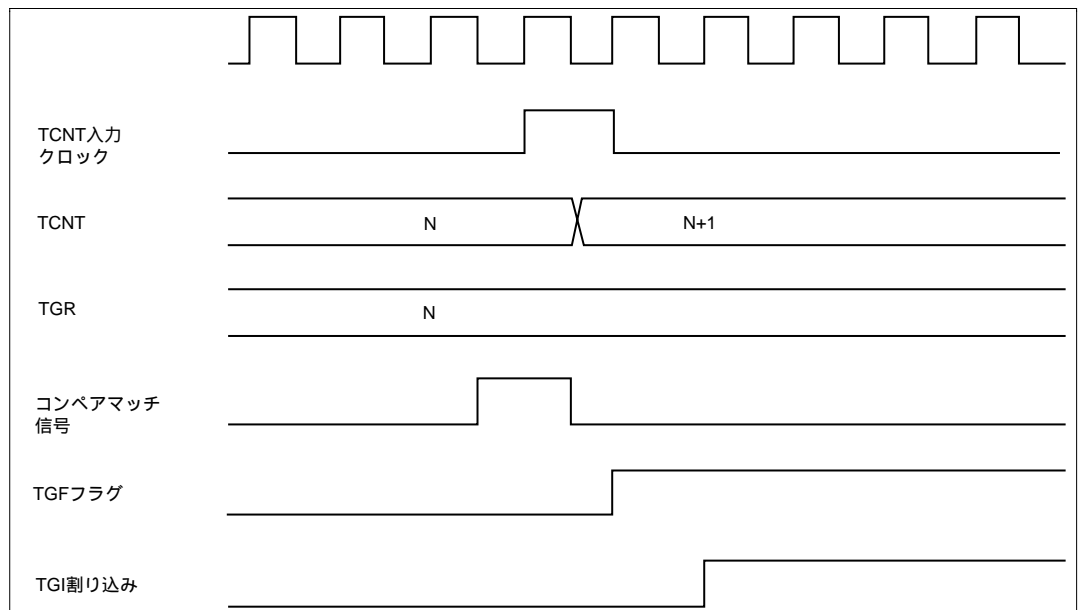 TCNT入力
クロック
TCNT
N
N+1
TGR
N
コンペアマッチ
信号
TGFフラグ
TGI割り込み